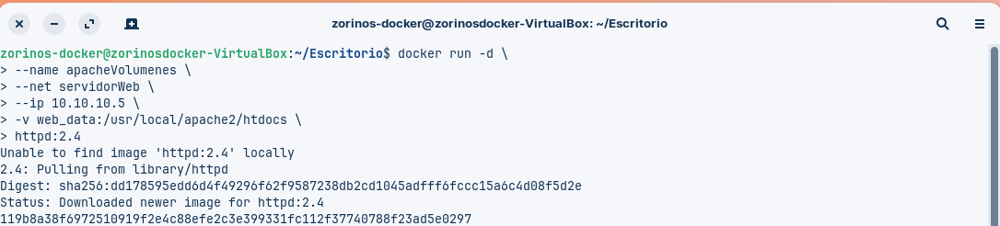 zorinos-docker@zorinosdocker-VirtualBox: ~/Escritorio
zorinos-docker@zorinosdocker-VirtualBox:~/Escritorio$ docker run -d \
> --name apacheVolumenes \
> --net servidorWeb \
> --ip 10.10.10.5 \
> -v web_data:/usr/local/apache2/htdocs \
> httpd:2.4
Unable to find image 'httpd:2.4' locally
2.4: Pulling from library/httpd
Digest: sha256:dd178595edd6d4f49296f62f9587238db2cd1045adfff6fccc15a6c4d08f5d2e
Status: Downloaded newer image for httpd:2.4
119b8a38f6972510919f2e4c88efe2c3e399331fc112f37740788f23ad5e0297